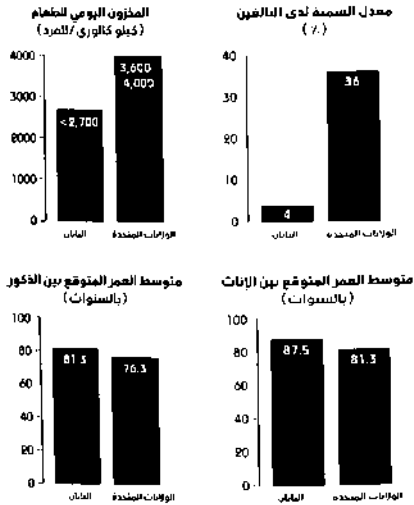 معدل السمنة لدى البالغين
(%)
40
30
20
10
0
36
4
الولايات المتحدة
اليابان
المخزون اليومي للطعام
(كيلو كالوري/للفرد)
4000
3000
2000
1000
0
3,600
4,000
<2,700
الولايات المتحدة
اليابان
متوسط العمر المتوقع بين الإناث
(بالسنوات)
100
80
60
40
20
0
81.3
87.5
الولايات المتحدة
اليابان
متوسط العمر المتوقع بين الذكور
(بالسنوات)
100
80
60
40
20
0
76.3
81.3
الولايات المتحدة
اليابان